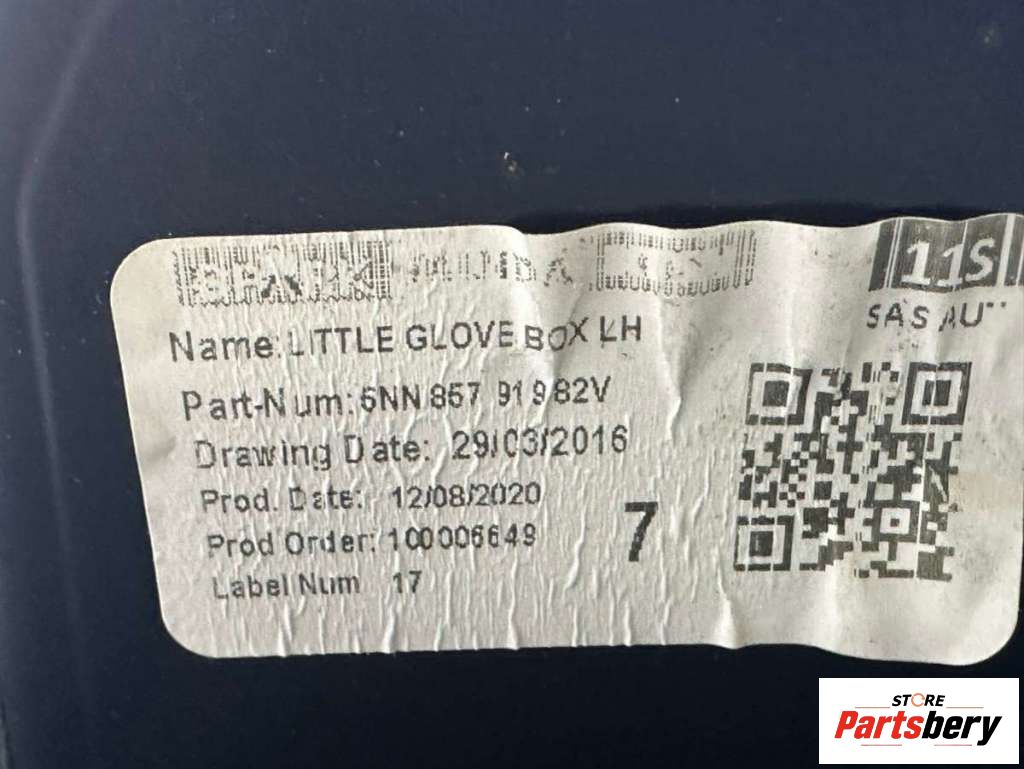 11S
SAS AU
Name: LITTLE GLOVE BOX LH
Part-Num: 5NN 857 919 82V
Drawing Date: 29/03/2016
Prod. Date: 12/08/2020
Prod Order: 100006649
Label Num 17
7
STORE
Partsbery